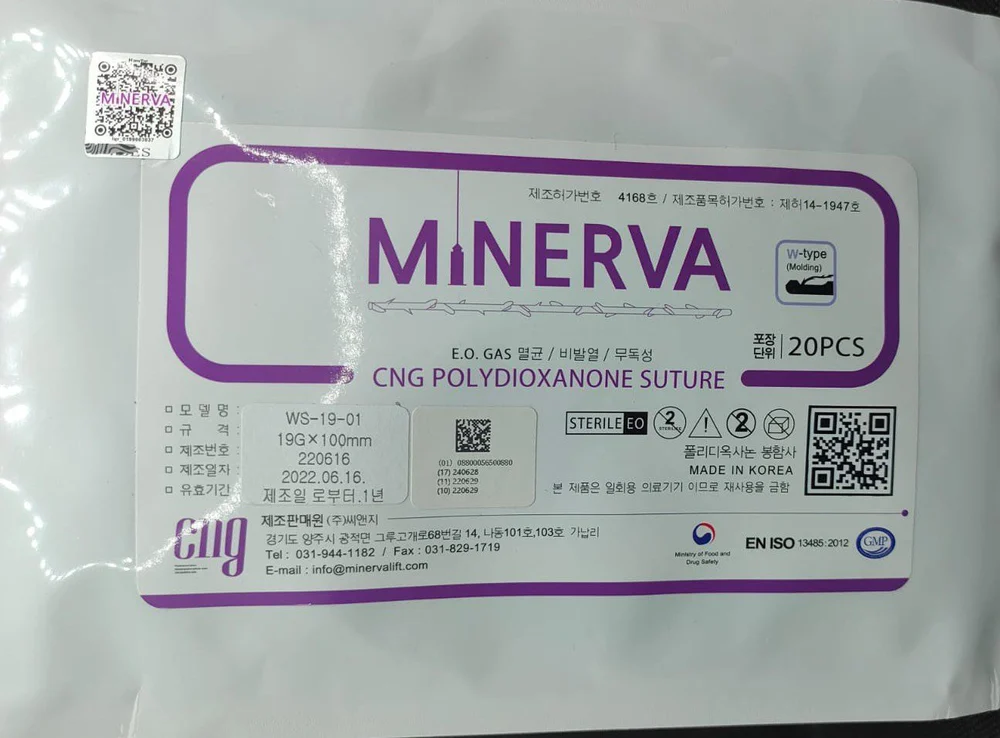 MINERVA
제조허가번호 4168호 / 제조품목허가번호 : 제허14-1947호
MINERVA
W-type
(Molding)
포장
단위
20PCS
E.O. GAS 멸균 / 비발열 / 무독성
CNG POLYDIOXANONE SUTURE
모 델 명 : WS-19-01
규 격 : 19G×100mm
제조번호 : 220616
제조일자 : 2022.06.16.
유효기간 : 제조일 로부터.1년
(01) 08800056500880
(17) 240628
(11) 220629
(10) 220629
STERILE EO
2
STERILIZE
2
폴리디옥사논 봉합사
MADE IN KOREA
본 제품은 일회용 의료기기 이므로 재사용을 금함
cng
제조판매원 (주)씨앤지
경기도 양주시 광적면 그루고개로68번길 14, 나동101호,103호 가납리
Tel : 031-944-1182 / Fax : 031-829-1719
E-mail : info@minervalift.com
Ministry of Food and
Drug Safety
EN ISO 13485:2012
GMP